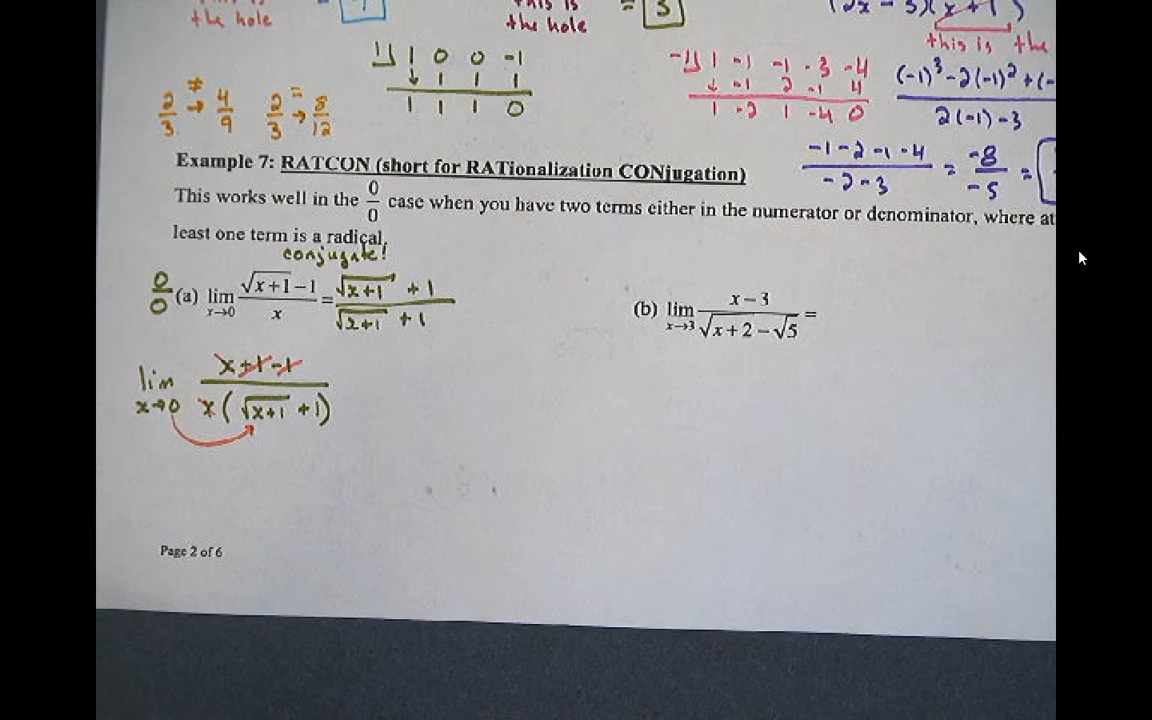 the hole
this is
the hole
= 3
(2x - 3)(x + 1)
this is the
1⌋ 1 0 0 -1
↓ 1 1 1
1 1 1 0
-1⌋ 1 -1 -1 -3 -4
↓ -1 2 -1 4
1 -2 1 -4 0
(-1)³ - 2(-1)² + (-
2(-1) - 3
2/3 ≠→ 4/9 2/3 =→ 8/12
-1 - 2 - 1 - 4 / -2 - 3 = -8/-5 =
Example 7: RATCON (short for RATionalization CONjugation)
This works well in the 0/0 case when you have two terms either in the numerator or denominator, where at
least one term is a radical.
conjugate!
0/0 (a) lim x→0 √x+1 −1 / x = √x+1 + 1 / √x+1 + 1
(b) lim x→3 x − 3 / √x + 2 − √5 =
lim x→0 x+1-1 / x(√x+1 + 1)
Page 2 of 6